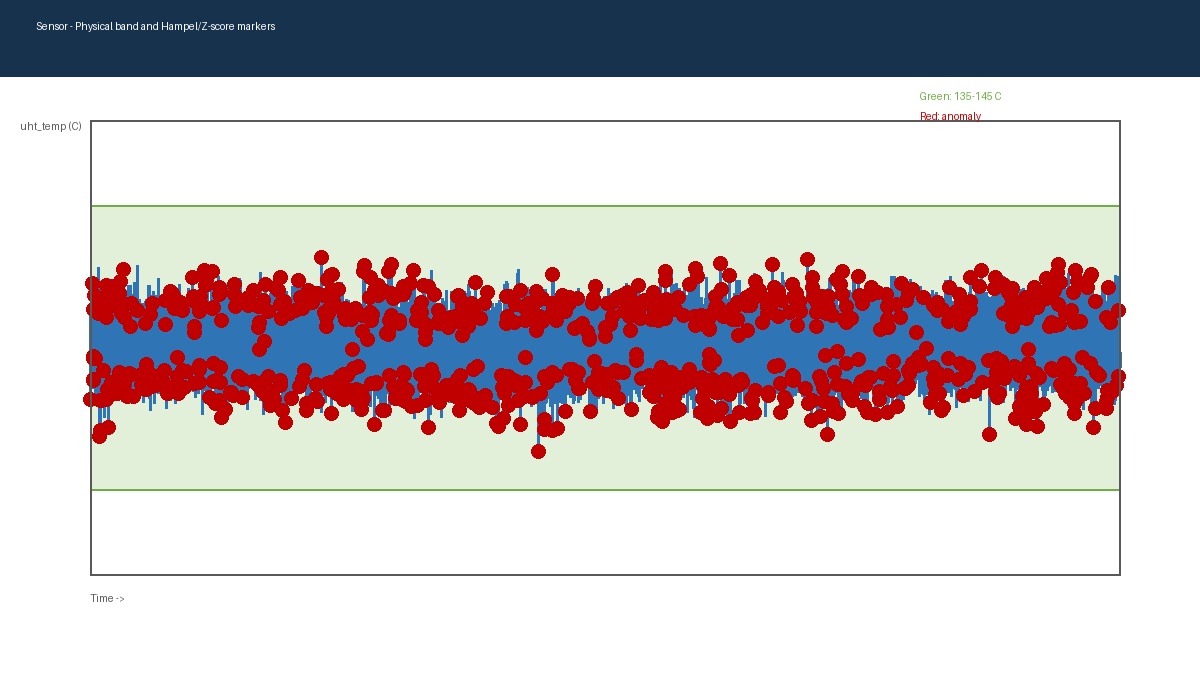 Sensor - Physical band and Hampel/Z-score markers
Green: 135-145 C
Red: anomaly
uht_temp (C)
Time ->